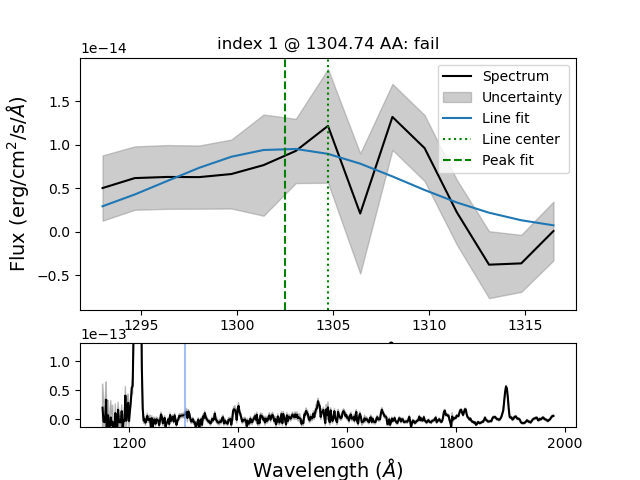 index 1 @ 1304.74 AA: fail
1e−14
Flux (erg/cm²/s/Å)
1.5
1.0
0.5
0.0
−0.5
Spectrum
Uncertainty
Line fit
Line center
Peak fit
1295 1300 1305 1310 1315
1e−13
1.0
0.5
0.0
1200 1400 1600 1800 2000
Wavelength (Å)